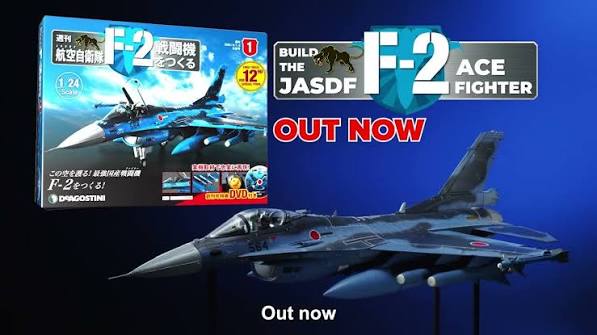 週刊
航空自衛隊
F-2
戦闘機
をつくる
1
1/24
Scale
12
この空を護る！最強国産戦闘機
F-2をつくる!
DVD
DeAGOSTINI
BUILD
THE
JASDF
F-2
ACE
FIGHTER
OUT NOW
564
Out now